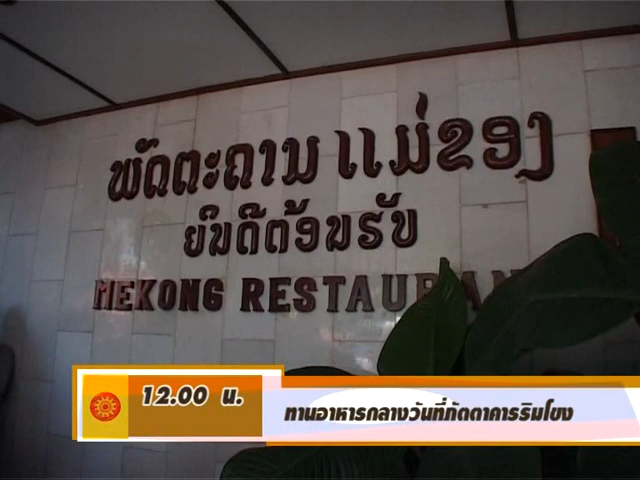 ພັດຕະຄານ ແມ່ຂອງ
ຍິນດີຕ້ອນຮັບ
MEKONG RESTAURAN
12.00 น.
ทานอาหารกลางวันที่ภัตตาคารริมโขง